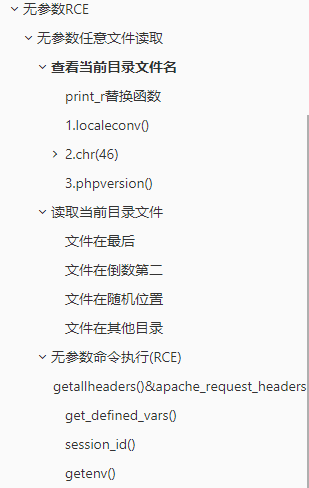 无参数RCE
无参数任意文件读取
查看当前目录文件名
print_r替换函数
1.localeconv()
2.chr(46)
3.phpversion()
读取当前目录文件
文件在最后
文件在倒数第二
文件在随机位置
文件在其他目录
无参数命令执行(RCE)
getallheaders()&apache_request_headers
get_defined_vars()
session_id()
getenv()